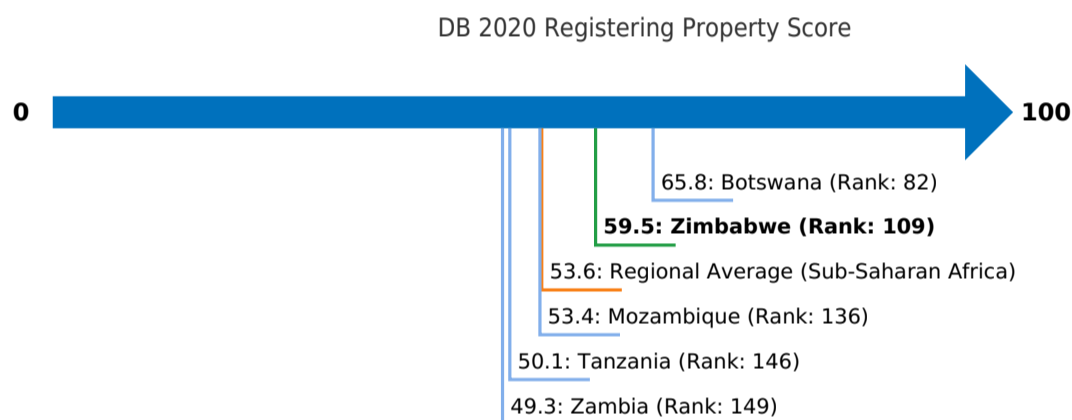 DB 2020 Registering Property Score
0
100
65.8: Botswana (Rank: 82)
59.5: Zimbabwe (Rank: 109)
53.6: Regional Average (Sub-Saharan Africa)
53.4: Mozambique (Rank: 136)
50.1: Tanzania (Rank: 146)
49.3: Zambia (Rank: 149)